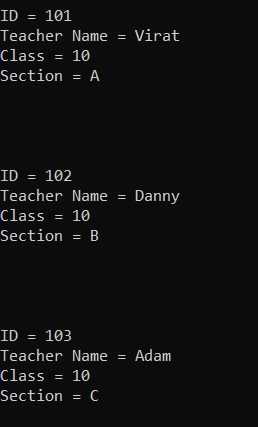 ID = 101
Teacher Name = Virat
Class = 10
Section = A
ID = 102
Teacher Name = Danny
Class = 10
Section = B
ID = 103
Teacher Name = Adam
Class = 10
Section = C